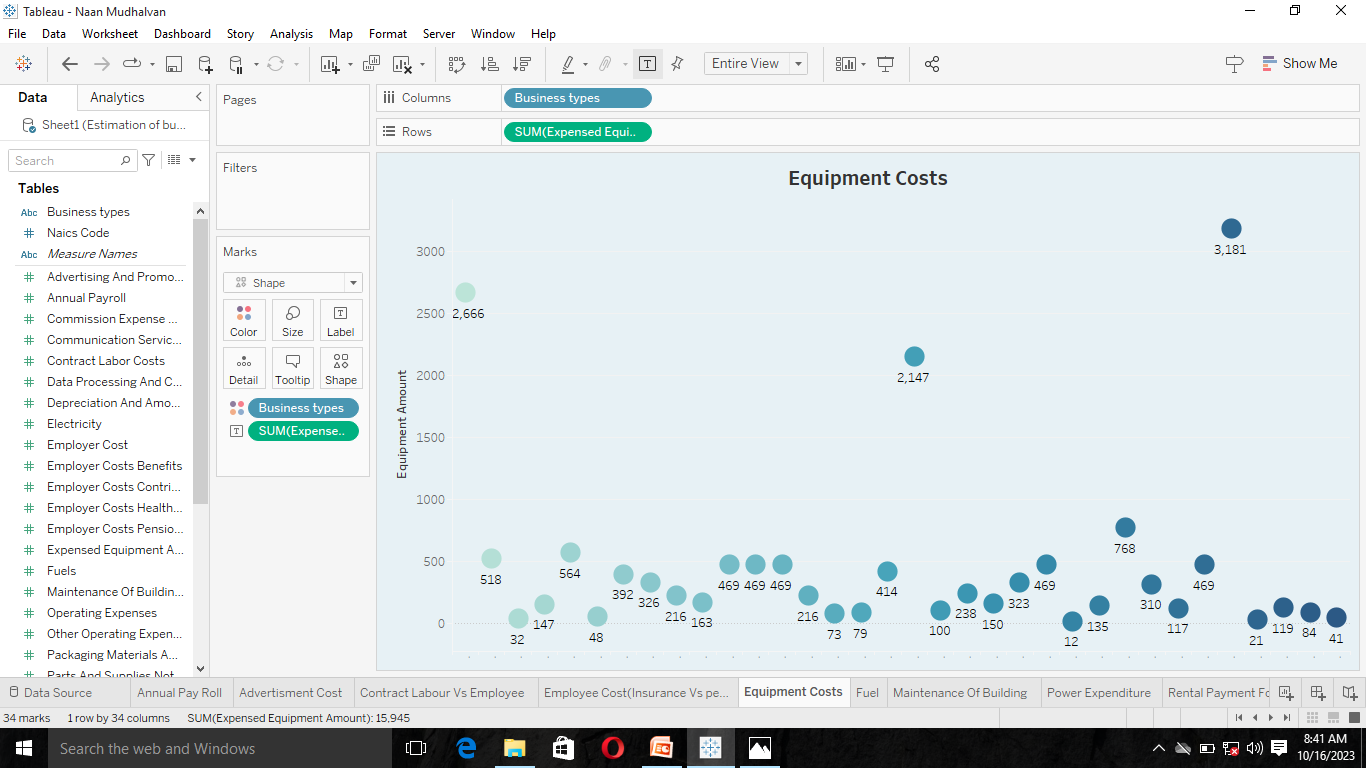 Tableau - Naan Mudhalvan
File Data Worksheet Dashboard Story Analysis Map Format Server Window Help
Entire View
Show Me
Data Analytics
Sheet1 (Estimation of bu...
Search
Tables
Abc Business types
# Naics Code
Abc Measure Names
# Advertising And Promo...
# Annual Payroll
# Commission Expense ...
# Communication Servic...
# Contract Labor Costs
# Data Processing And C...
# Depreciation And Amo...
# Electricity
# Employer Cost
# Employer Costs Benefits
# Employer Costs Contri...
# Employer Costs Health...
# Employer Costs Pensio...
# Expensed Equipment A...
# Fuels
# Maintenance Of Buildin...
# Operating Expenses
# Other Operating Expen...
# Packaging Materials A...
# Parts And Supplies Not
Pages
Filters
Marks
Shape
Color Size Label
Detail Tooltip Shape
Business types
SUM(Expense..
Columns Business types
Rows SUM(Expensed Equi..
Equipment Costs
Equipment Amount
3000
2500
2000
1500
1000
500
0
2,666
518
32
147
564
48
392
326
216
163
469
469
469
216
73
79
414
2,147
100
238
150
323
469
12
135
768
310
117
469
3,181
21
119
84
41
Data Source Annual Pay Roll Advertisment Cost Contract Labour Vs Employee Employee Cost(Insurance Vs pe... Equipment Costs Fuel Maintenance Of Building Power Expenditure Rental Payment Fo
34 marks 1 row by 34 columns SUM(Expensed Equipment Amount): 15,945
Search the web and Windows
8:41 AM
10/16/2023